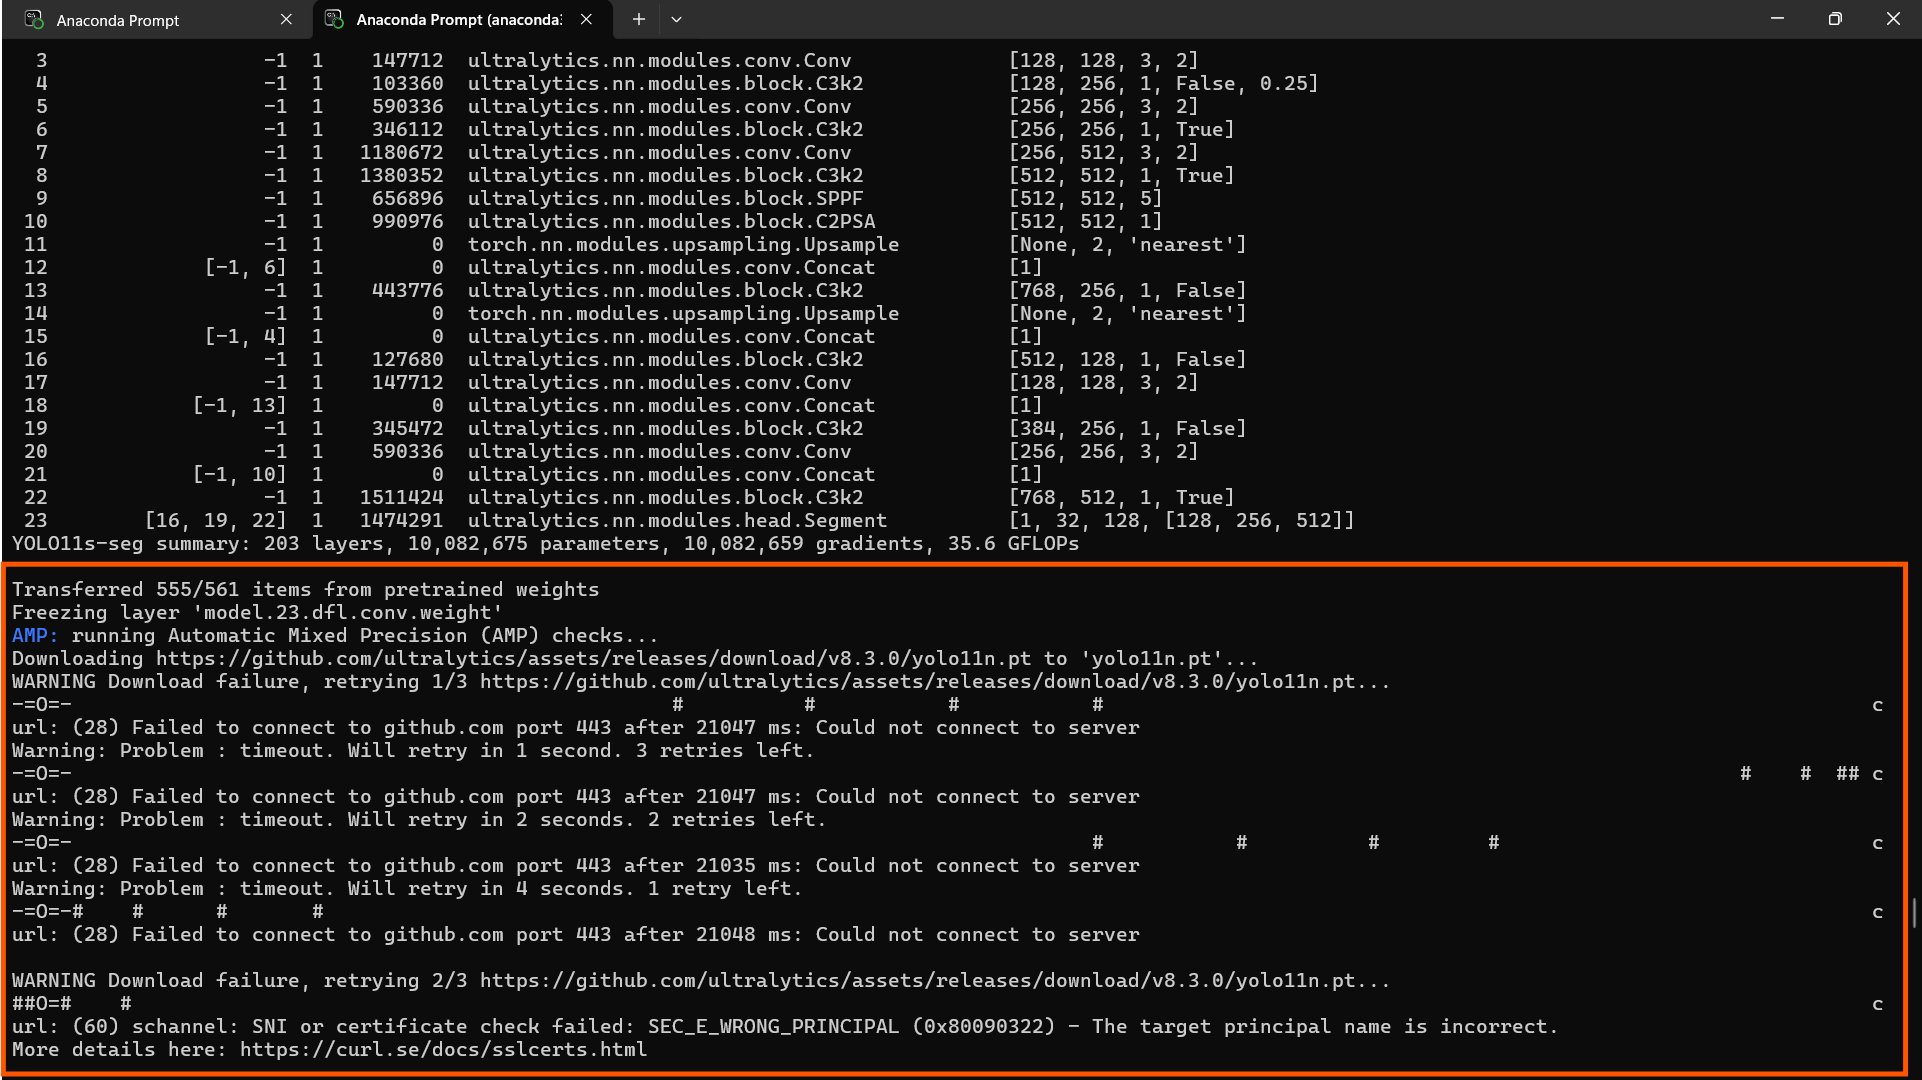 Anaconda Prompt
Anaconda Prompt (anaconda3
3 -1 1 147712 ultralytics.nn.modules.conv.Conv [128, 128, 3, 2]
4 -1 1 103360 ultralytics.nn.modules.block.C3k2 [128, 256, 1, False, 0.25]
5 -1 1 590336 ultralytics.nn.modules.conv.Conv [256, 256, 3, 2]
6 -1 1 346112 ultralytics.nn.modules.block.C3k2 [256, 256, 1, True]
7 -1 1 1180672 ultralytics.nn.modules.conv.Conv [256, 512, 3, 2]
8 -1 1 1380352 ultralytics.nn.modules.block.C3k2 [512, 512, 1, True]
9 -1 1 656896 ultralytics.nn.modules.block.SPPF [512, 512, 5]
10 -1 1 990976 ultralytics.nn.modules.block.C2PSA [512, 512, 1]
11 -1 1 0 torch.nn.modules.upsampling.Upsample [None, 2, 'nearest']
12 [-1, 6] 1 0 ultralytics.nn.modules.conv.Concat [1]
13 -1 1 443776 ultralytics.nn.modules.block.C3k2 [768, 256, 1, False]
14 -1 1 0 torch.nn.modules.upsampling.Upsample [None, 2, 'nearest']
15 [-1, 4] 1 0 ultralytics.nn.modules.conv.Concat [1]
16 -1 1 127680 ultralytics.nn.modules.block.C3k2 [512, 128, 1, False]
17 -1 1 147712 ultralytics.nn.modules.conv.Conv [128, 128, 3, 2]
18 [-1, 13] 1 0 ultralytics.nn.modules.conv.Concat [1]
19 -1 1 345472 ultralytics.nn.modules.block.C3k2 [384, 256, 1, False]
20 -1 1 590336 ultralytics.nn.modules.conv.Conv [256, 256, 3, 2]
21 [-1, 10] 1 0 ultralytics.nn.modules.conv.Concat [1]
22 -1 1 1511424 ultralytics.nn.modules.block.C3k2 [768, 512, 1, True]
23 [16, 19, 22] 1 1474291 ultralytics.nn.modules.head.Segment [1, 32, 128, [128, 256, 512]]
YOLO11s-seg summary: 203 layers, 10,082,675 parameters, 10,082,659 gradients, 35.6 GFLOPs
Transferred 555/561 items from pretrained weights
Freezing layer 'model.23.dfl.conv.weight'
AMP: running Automatic Mixed Precision (AMP) checks...
Downloading https://github.com/ultralytics/assets/releases/download/v8.3.0/yolo11n.pt to 'yolo11n.pt'...
WARNING Download failure, retrying 1/3 https://github.com/ultralytics/assets/releases/download/v8.3.0/yolo11n.pt...
-=O=- # # # # c
url: (28) Failed to connect to github.com port 443 after 21047 ms: Could not connect to server
Warning: Problem : timeout. Will retry in 1 second. 3 retries left.
-=O=- # # ## c
url: (28) Failed to connect to github.com port 443 after 21047 ms: Could not connect to server
Warning: Problem : timeout. Will retry in 2 seconds. 2 retries left.
-=O=- # # # # c
url: (28) Failed to connect to github.com port 443 after 21035 ms: Could not connect to server
Warning: Problem : timeout. Will retry in 4 seconds. 1 retry left.
-=O=-# # # # c
url: (28) Failed to connect to github.com port 443 after 21048 ms: Could not connect to server
WARNING Download failure, retrying 2/3 https://github.com/ultralytics/assets/releases/download/v8.3.0/yolo11n.pt...
##O=# # c
url: (60) schannel: SNI or certificate check failed: SEC_E_WRONG_PRINCIPAL (0x80090322) - The target principal name is incorrect.
More details here: https://curl.se/docs/sslcerts.html